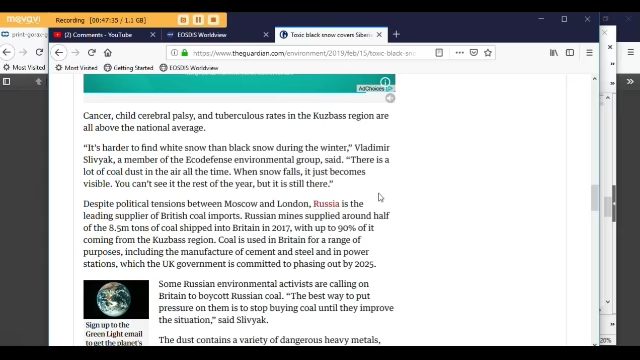 movavi Recording 00:47:35 / 1.1 GB
print-gorax-g
(2) Comments - YouTube
EOSDIS Worldview
Toxic black snow covers Siberia
https://www.theguardian.com/environment/2019/feb/15/toxic-black-sn
Most Visited
Most Visited Getting Started EOSDIS Worldview
AdChoices
Cancer, child cerebral palsy, and tuberculous rates in the Kuzbass region are
all above the national average.
“It's harder to find white snow than black snow during the winter,” Vladimir
Slivyak, a member of the Ecodefense environmental group, said. “There is a
lot of coal dust in the air all the time. When snow falls, it just becomes
visible. You can't see it the rest of the year, but it is still there.”
Despite political tensions between Moscow and London, Russia is the
leading supplier of British coal imports. Russian mines supplied around half
of the 8.5m tons of coal shipped into Britain in 2017, with up to 90% of it
coming from the Kuzbass region. Coal is used in Britain for a range of
purposes, including the manufacture of cement and steel and in power
stations, which the UK government is committed to phasing out by 2025.
Some Russian environmental activists are calling on
Britain to boycott Russian coal. “The best way to put
pressure on them is to stop buying coal until they improve
the situation,” said Slivyak.
The dust contains a variety of dangerous heavy metals,
Sign up to the
Green Light email
to get the planet's
20%